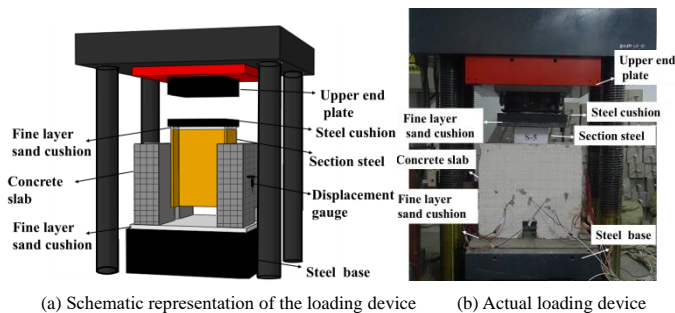 Upper end
plate
Fine layer
sand cushion
Steel cushion
Section steel
Concrete
slab
Displacement
gauge
Fine layer
sand cushion
Steel base
Upper end
plate
Fine layer
sand cushion
Steel cushion
Section steel
S-5
Concrete slab
Fine layer
sand cushion
Steel base
(a) Schematic representation of the loading device
(b) Actual loading device